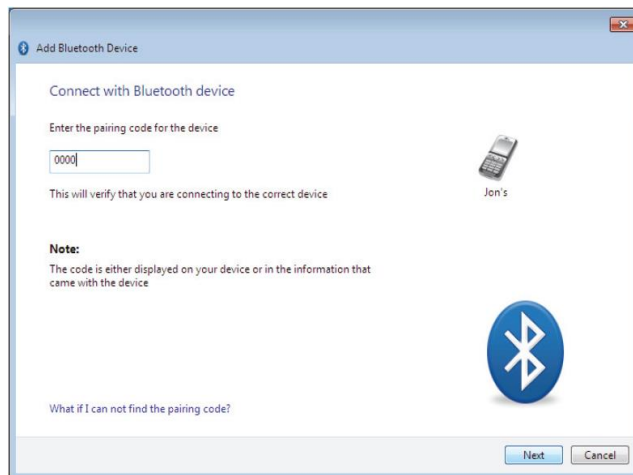 Add Bluetooth Device
Connect with Bluetooth device
Enter the pairing code for the device
0000
This will verify that you are connecting to the correct device
Jon's
Note:
The code is either displayed on your device or in the information that
came with the device
What if I can not find the pairing code?
Next
Cancel